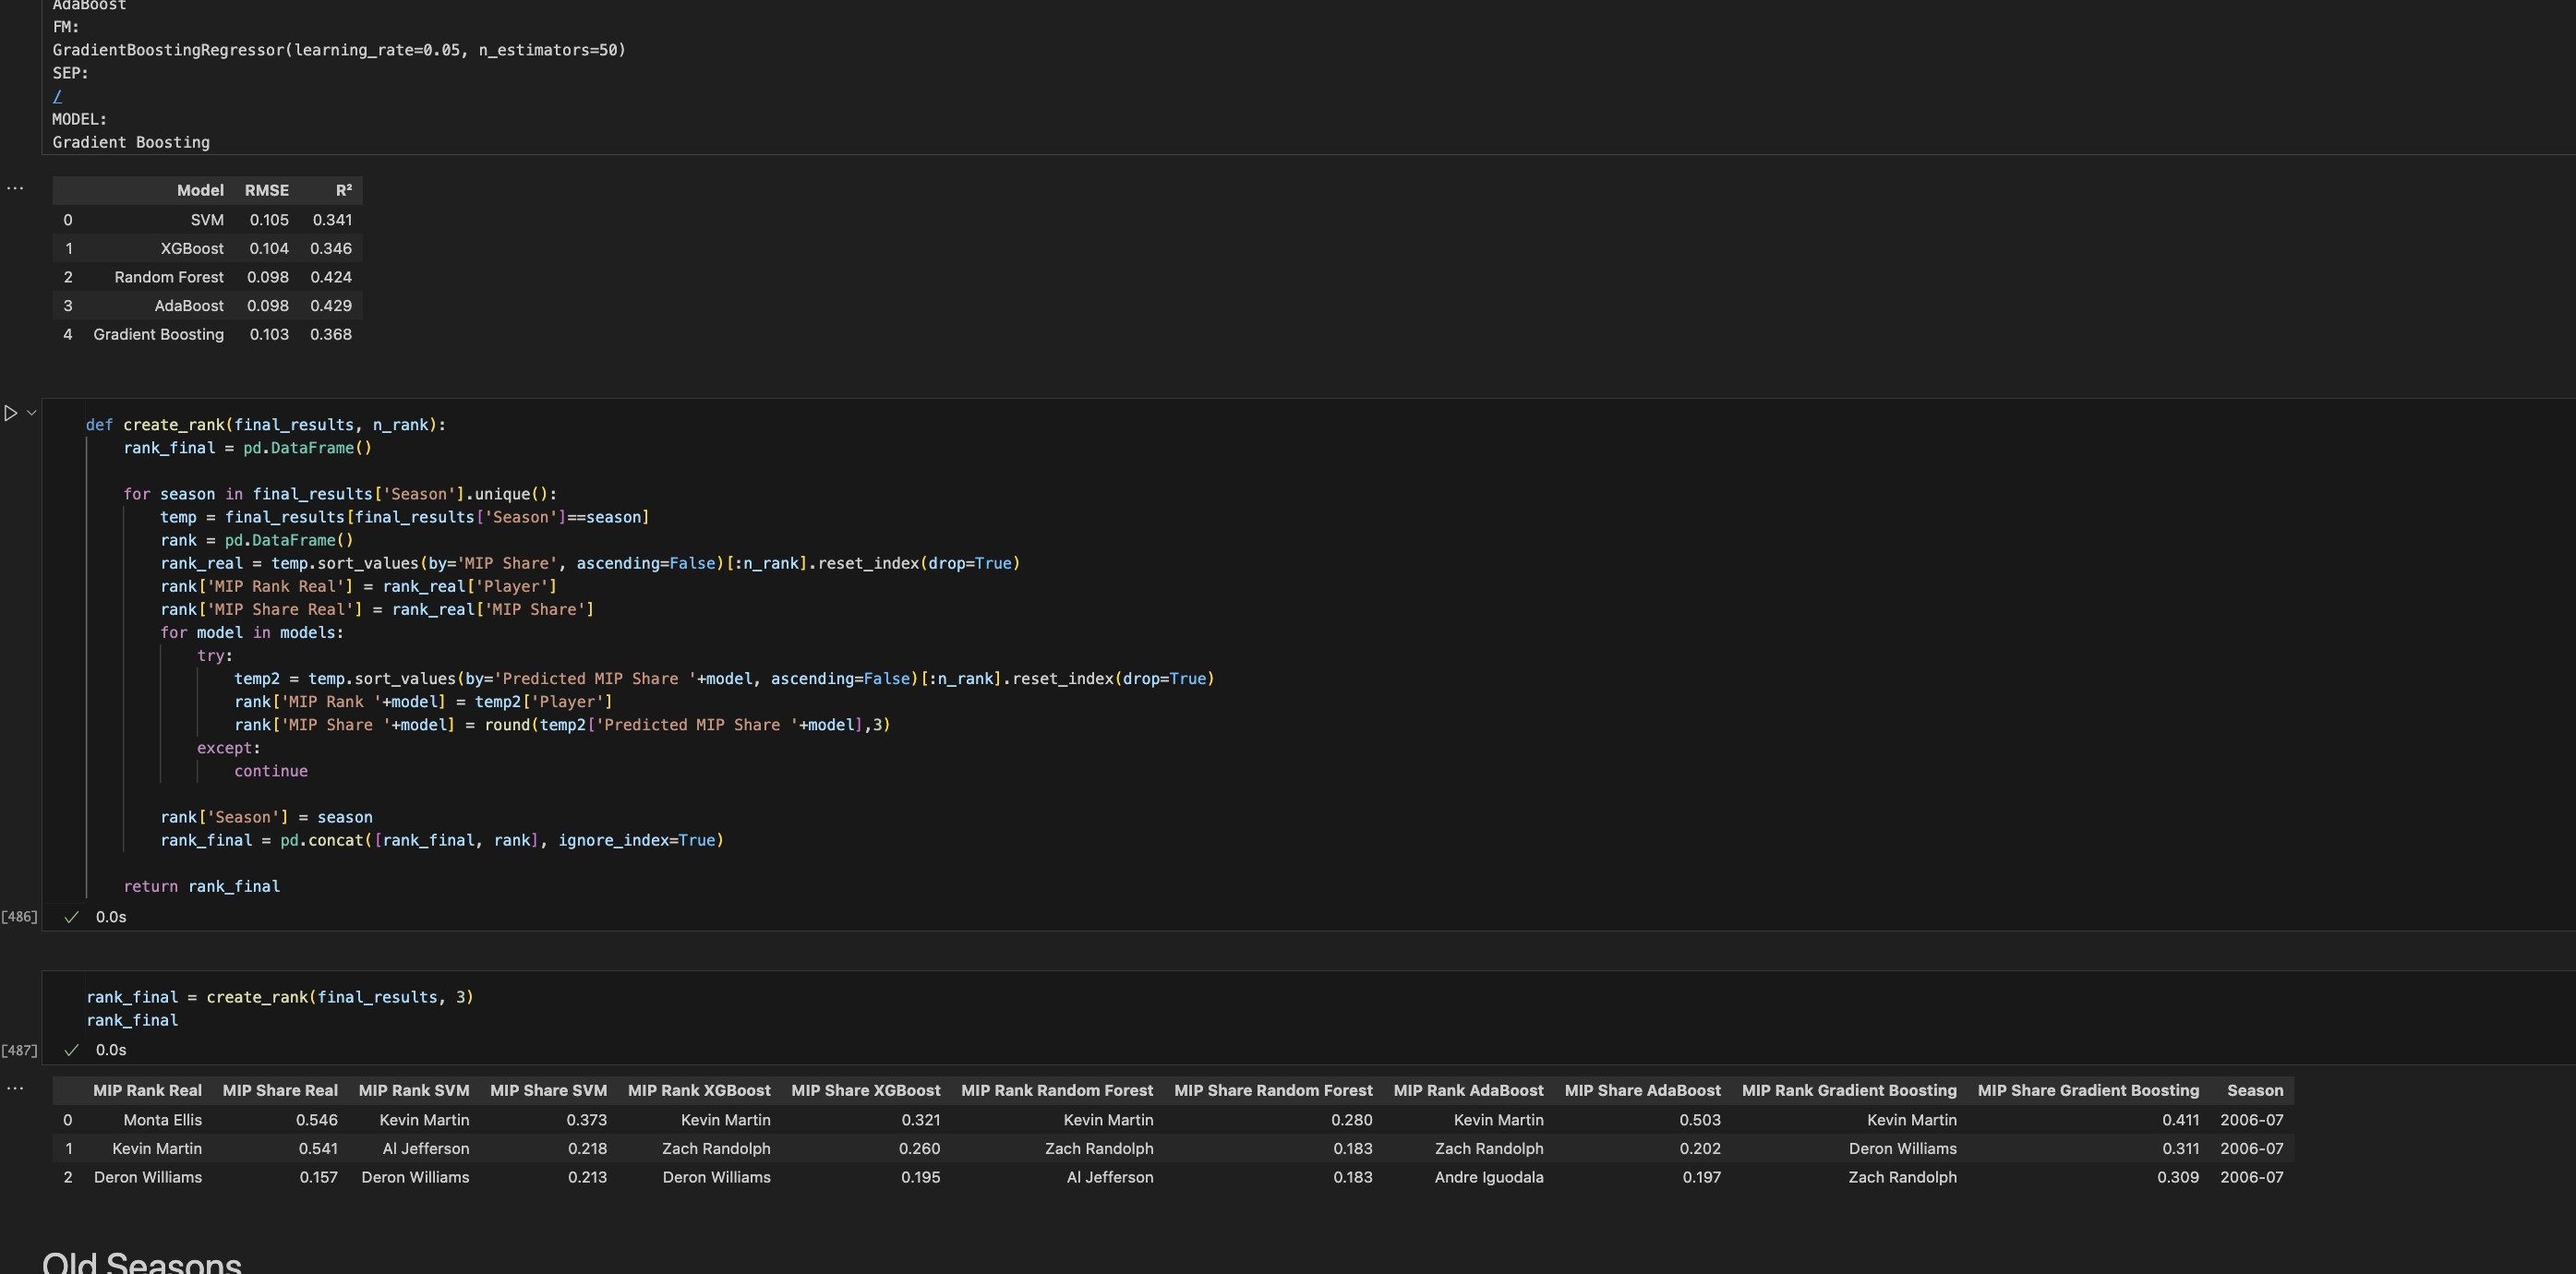 AdaBoost
FM:
GradientBoostingRegressor(learning_rate=0.05, n_estimators=50)
SEP:
/
MODEL:
Gradient Boosting
...
Model RMSE R²
0 SVM 0.105 0.341
1 XGBoost 0.104 0.346
2 Random Forest 0.098 0.424
3 AdaBoost 0.098 0.429
4 Gradient Boosting 0.103 0.368
def create_rank(final_results, n_rank):
    rank_final = pd.DataFrame()
    for season in final_results['Season'].unique():
        temp = final_results[final_results['Season']==season]
        rank = pd.DataFrame()
        rank_real = temp.sort_values(by='MIP Share', ascending=False)[:n_rank].reset_index(drop=True)
        rank['MIP Rank Real'] = rank_real['Player']
        rank['MIP Share Real'] = rank_real['MIP Share']
        for model in models:
            try:
                temp2 = temp.sort_values(by='Predicted MIP Share '+model, ascending=False)[:n_rank].reset_index(drop=True)
                rank['MIP Rank '+model] = temp2['Player']
                rank['MIP Share '+model] = round(temp2['Predicted MIP Share '+model],3)
            except:
                continue
        rank['Season'] = season
        rank_final = pd.concat([rank_final, rank], ignore_index=True)
    return rank_final
[486] ✓ 0.0s
rank_final = create_rank(final_results, 3)
rank_final
[487] ✓ 0.0s
...
MIP Rank Real MIP Share Real MIP Rank SVM MIP Share SVM MIP Rank XGBoost MIP Share XGBoost MIP Rank Random Forest MIP Share Random Forest MIP Rank AdaBoost MIP Share AdaBoost MIP Rank Gradient Boosting MIP Share Gradient Boosting Season
0 Monta Ellis 0.546 Kevin Martin 0.373 Kevin Martin 0.321 Kevin Martin 0.280 Kevin Martin 0.503 Kevin Martin 0.411 2006-07
1 Kevin Martin 0.541 Al Jefferson 0.218 Zach Randolph 0.260 Zach Randolph 0.183 Zach Randolph 0.202 Deron Williams 0.311 2006-07
2 Deron Williams 0.157 Deron Williams 0.213 Deron Williams 0.195 Al Jefferson 0.183 Andre Iguodala 0.197 Zach Randolph 0.309 2006-07
Old Seasons